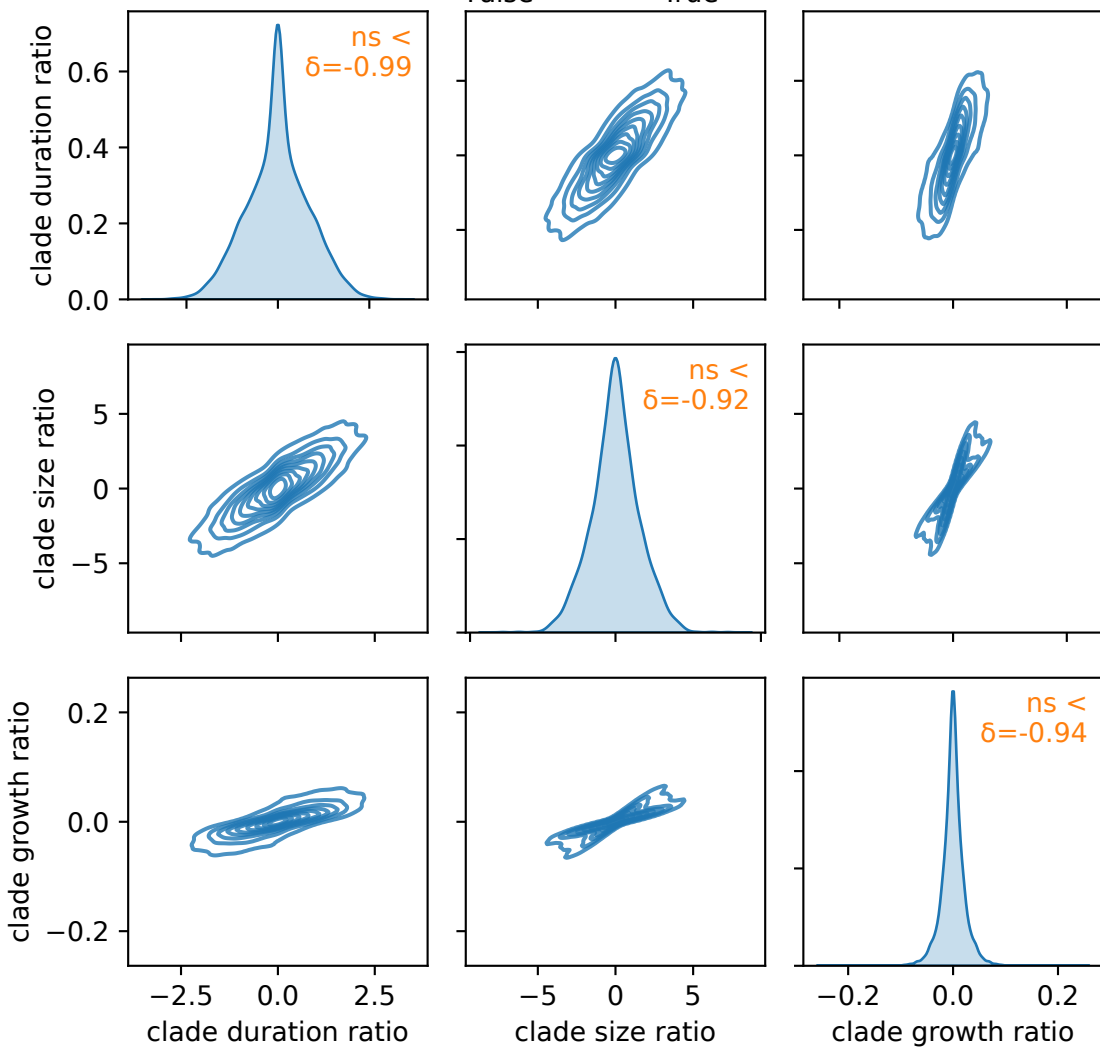 clade duration ratio
0.6
0.4
0.2
0.0
ns <
δ=-0.99
clade size ratio
5
0
−5
ns <
δ=-0.92
clade growth ratio
0.2
0.0
−0.2
ns <
δ=-0.94
−2.5
0.0
2.5
clade duration ratio
−5
0
5
clade size ratio
−0.2
0.0
0.2
clade growth ratio